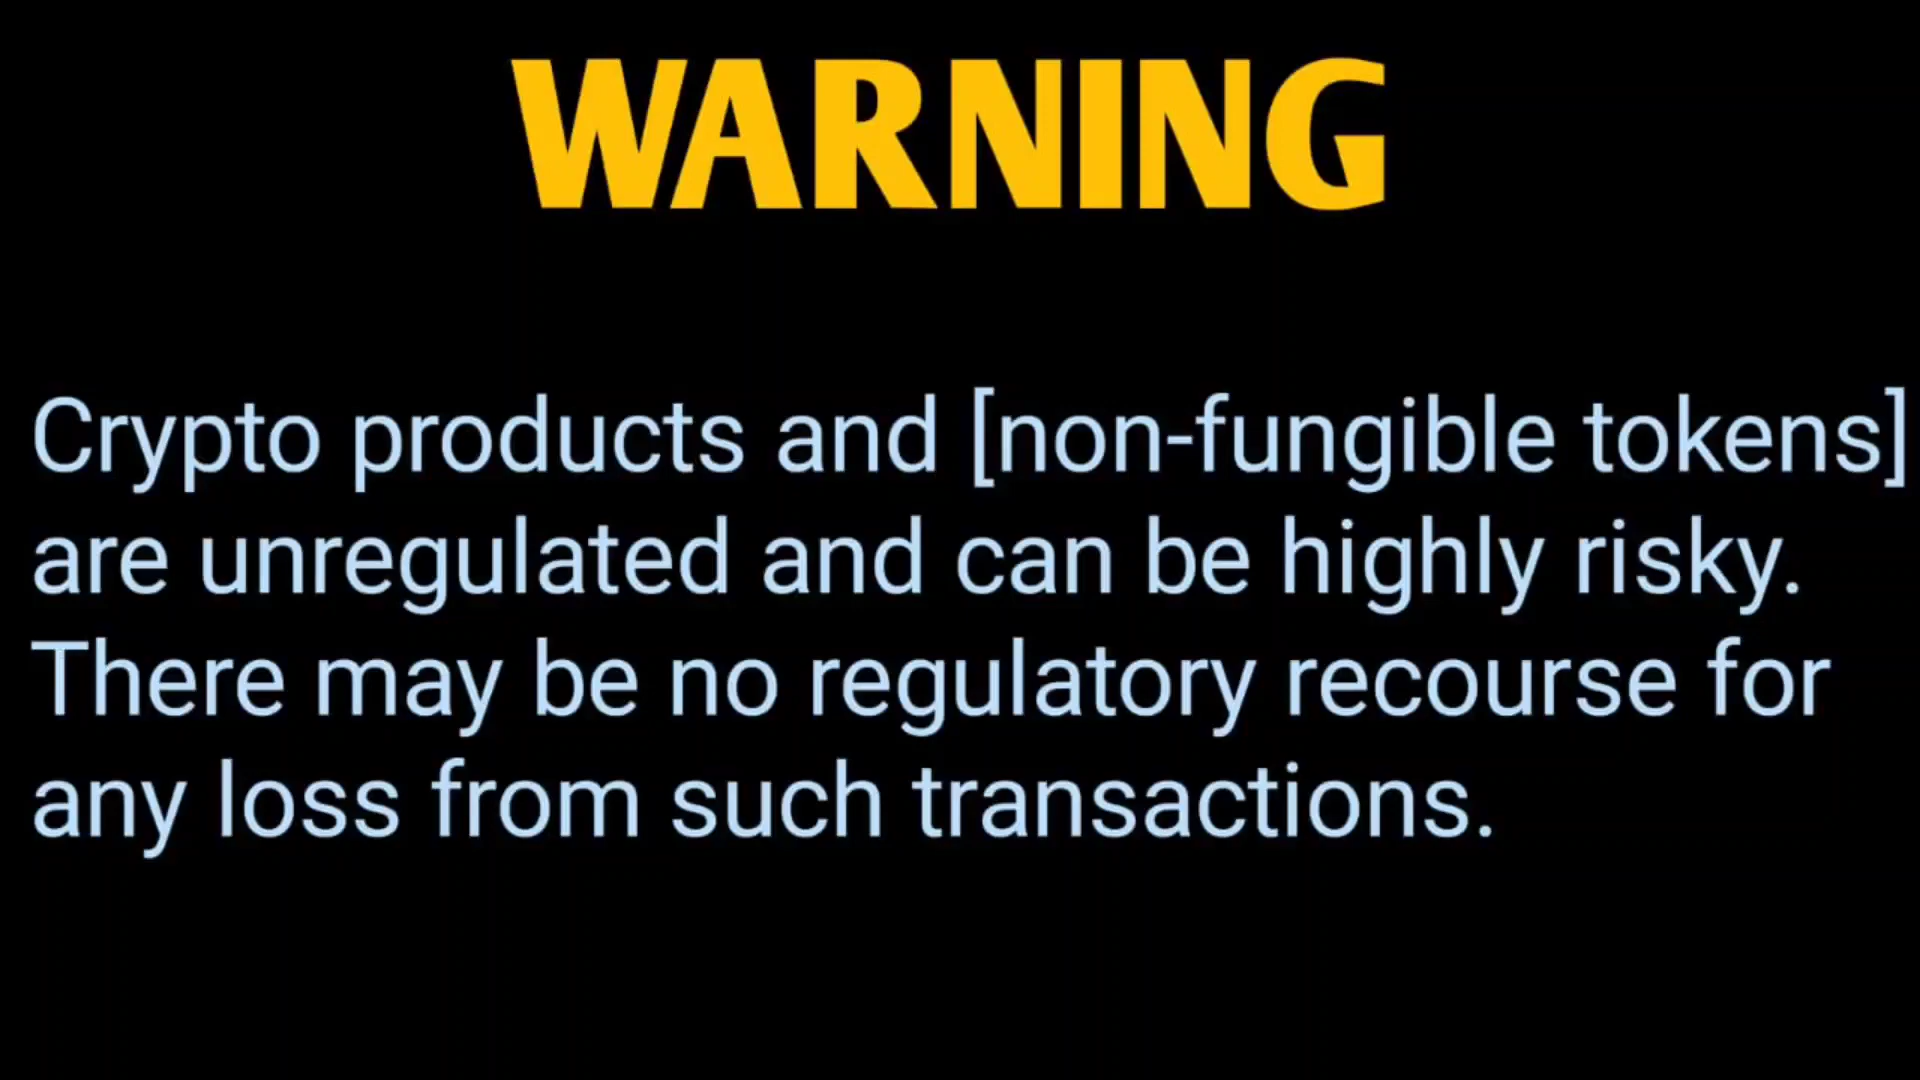 WARNING
Crypto products and [non-fungible tokens]
are unregulated and can be highly risky.
There may be no regulatory recourse for
any loss from such transactions.